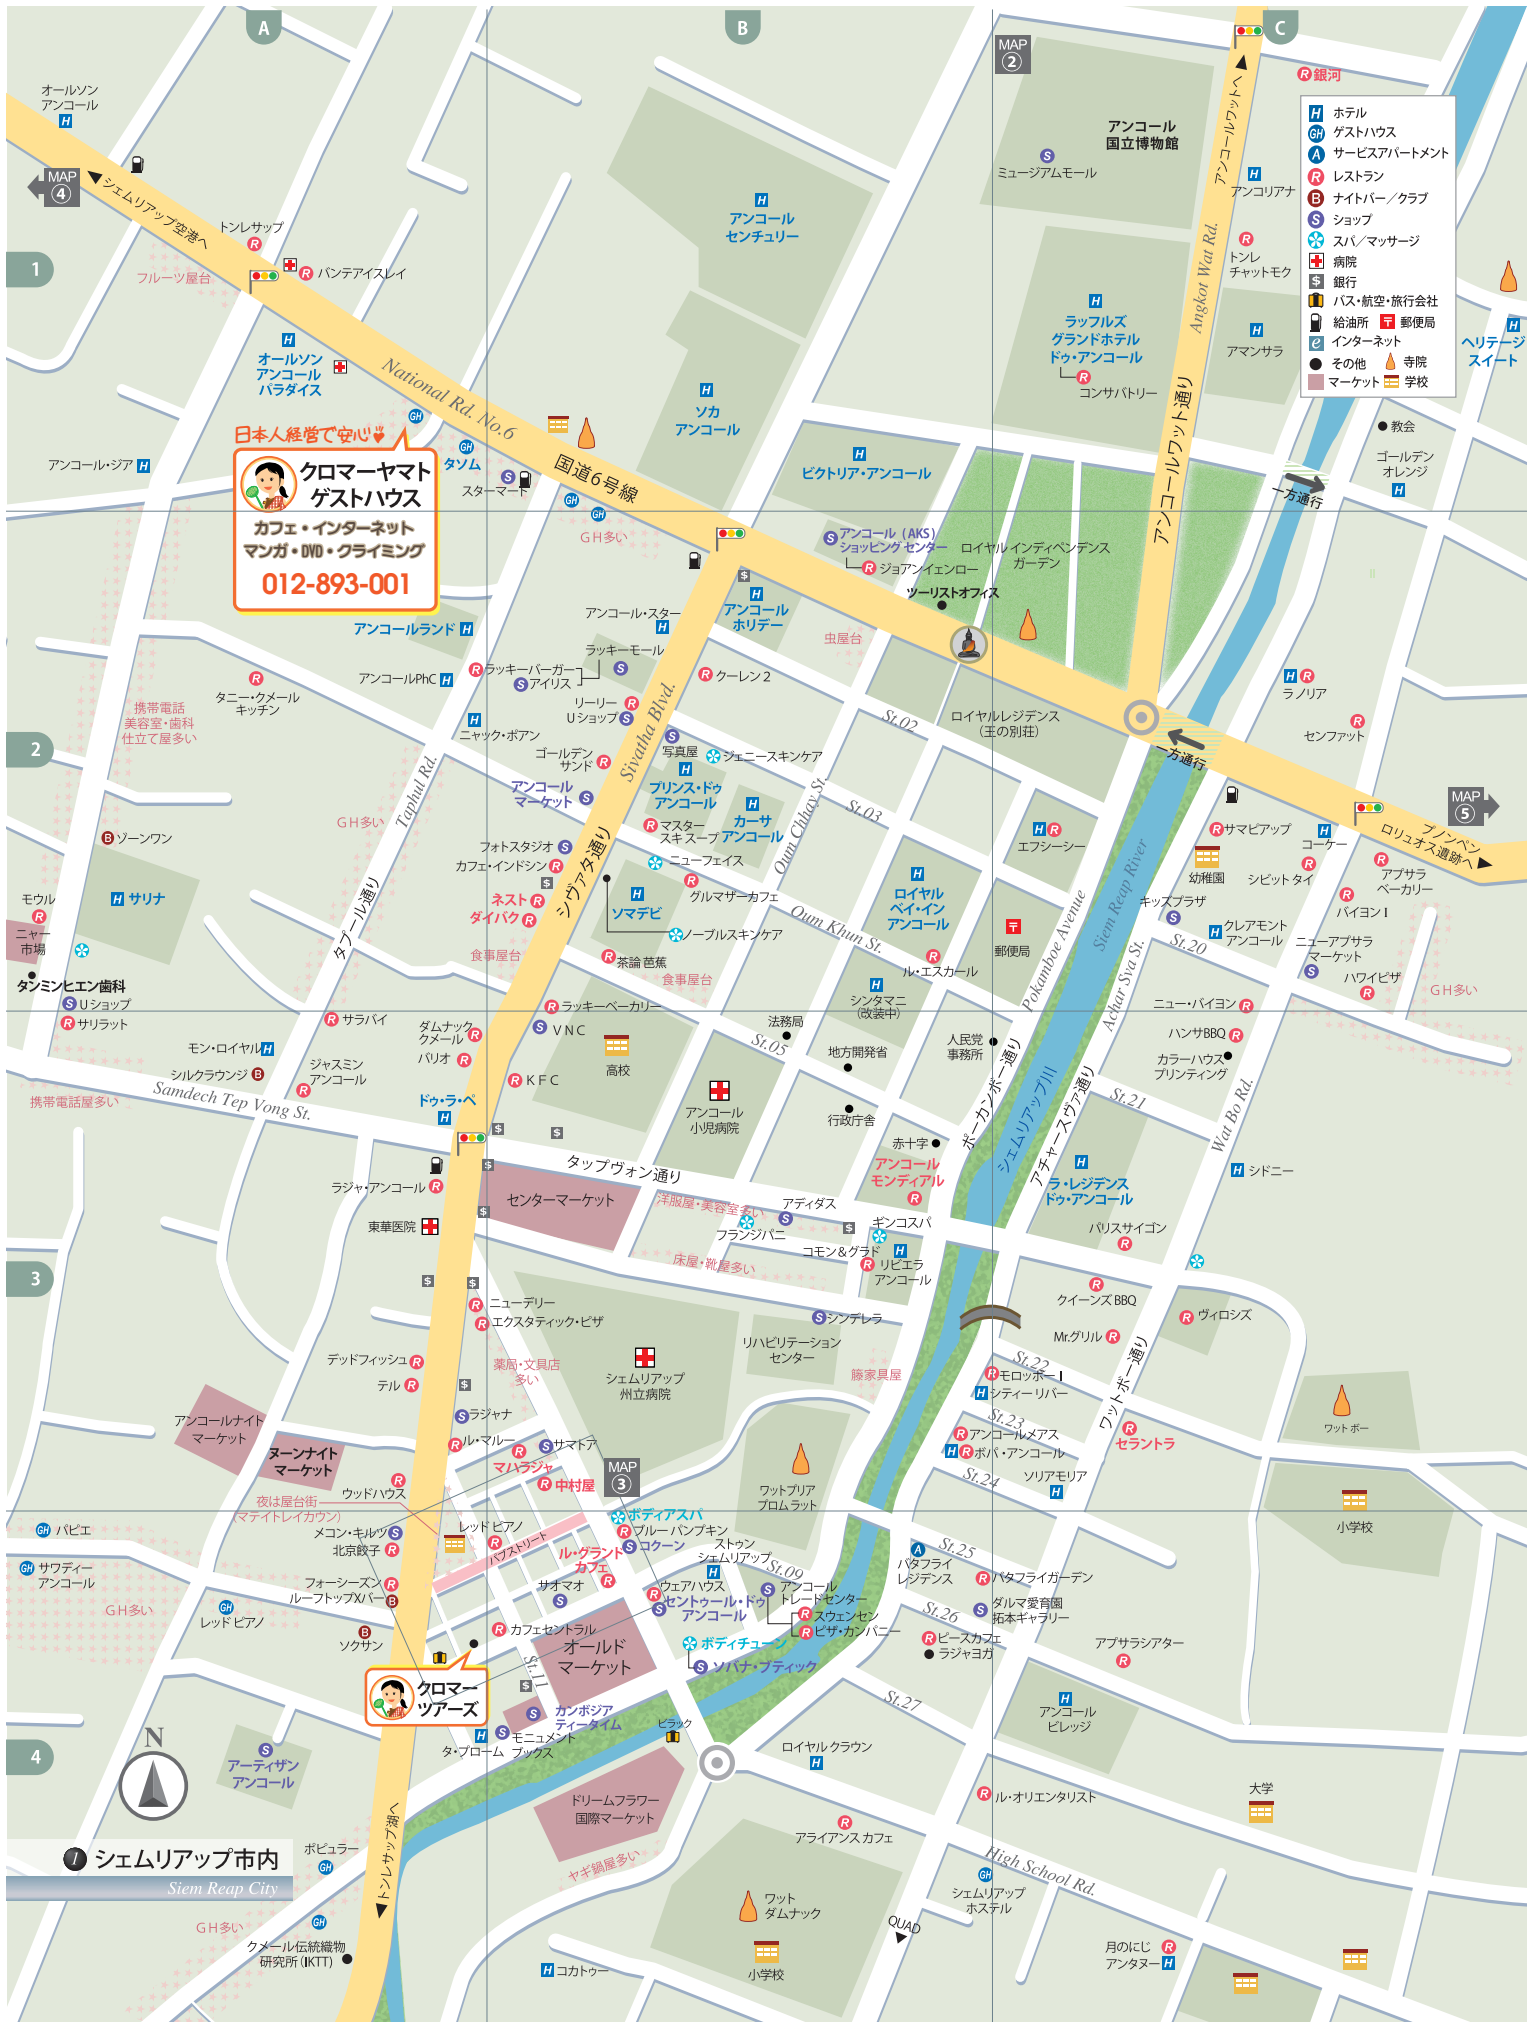 A
B
C
1
2
3
4
MAP
②
MAP
④
MAP
⑤
MAP
③
ホテル
ゲストハウス
サービスアパートメント
レストラン
ナイトバー／クラブ
ショップ
スパ／マッサージ
病院
銀行
バス・航空・旅行会社
給油所
郵便局
インターネット
その他
寺院
マーケット
学校
銀河
オールソン
アンコール
シェムリアップ空港へ
トンレサップ
フルーツ屋台
バンテアイスレイ
アンコール
センチュリー
アンコール
国立博物館
ミュージアムモール
アンコールワットへ
アンコリアナ
トンレ
チャットモク
Angkot Wat Rd.
ラッフルズ
グランドホテル
ドゥ・アンコール
コンサバトリー
アマンサラ
ヘリテージ
スイート
オールソン
アンコール
パラダイス
National Rd. No.6
国道6号線
ソカ
アンコール
アンコールワット通り
教会
ゴールデン
オレンジ
一方通行
日本人経営で安心
クロマーヤマト
ゲストハウス
カフェ・インターネット
マンガ・DVD・クライミング
012-893-001
アンコール・ジア
タソム
スターマート
GH多い
ビクトリア・アンコール
アンコール（AKS）
ショッピング センター
ジョアンイェンロー
ロイヤル インディペンデンス
ガーデン
ツーリストオフィス
アンコール
ホリデー
アンコール・スター
アンコールランド
虫屋台
ラッキーモール
ラッキーバーガー
アイリス
クーレン 2
アンコールPhC
タニー・クメール
キッチン
携帯電話
美容室・歯科
仕立て屋多い
リーリー
Uショップ
ニャック・ポアン
写真屋
ジェニースキンケア
ゴールデン
サンド
Sivatha Blvd.
St.02
ロイヤルレジデンス
（王の別荘）
ラ ノリア
センファット
一方通行
アンコール
マーケット
プリンス・ドゥ
アンコール
カーサ
アンコール
Taphul Rd.
GH多い
Oum Chhay St.
St.03
ゾーンワン
マスター
スキ スープ
フォトスタジオ
カフェ・インドシン
ニューフェイス
グルマザーカフェ
シヴァタ通り
エフシーシー
サマピアップ
コーケー
プノンペン
ロリュオス遺跡へ
幼稚園
シビットタイ
アプサラ
ベーカリー
バイヨン I
サリナ
モウル
ニャー
市場
タンミンヒエン歯科
Uショップ
サリラット
タプール通り
ネスト
ダイバク
食事屋台
ソマデビ
ノーブルスキンケア
茶論 芭蕉
食事屋台
ロイヤル
ベイ・イン
アンコール
Oum Khun St.
ル・エスカール
郵便局
Pokamboe Avenue
Siem Reap River
キッズプラザ
クレアモント
アンコール
St.20
ニューアプサラ
マーケット
ハワイピザ
GH多い
Achar Sva St.
ニュー・バイヨン
ハンサBBQ
カラーハウス
プリンティング
シンタマニ
（改装中）
ラッキーベーカリー
VNC
サラバイ
ダムナック
クメール
バリオ
モン・ロイヤル
シルクラウンジ
ジャスミン
アンコール
携帯電話屋多い
Samdech Tep Vong St.
高校
KFC
法務局
St.05
地方開発省
人民党
事務所
ドゥ・ラ・ペ
アンコール
小児病院
行政庁舎
赤十字
ポーカンボー通り
シェムリアップ川
アチャースヴァ通り
St.21
Wat Bo Rd.
タップヴォン通り
ラジャ・アンコール
センターマーケット
東華医院
アンコール
モンディアル
洋服屋・美容室多い
アディダス
フランジパニ
ギンコスパ
コモン＆グラド
リビエラ
アンコール
床屋・靴屋多い
ラ・レジデンス
ドゥ・アンコール
シドニー
パリスサイゴン
クイーンズ BBQ
Mr.グリル
ヴィロシズ
ニューデリー
エクスタティック・ピザ
シンデレラ
リハビリテーション
センター
デッドフィッシュ
テル
薬局・文具店
多い
シェムリアップ
州立病院
籐家具屋
St.22
モロッポー I
シティー リバー
ワットボー通り
ワット ボー
アンコールナイト
マーケット
ヌーンナイト
マーケット
ラジャナ
ル・マルー
サマトア
マハラジャ
中村屋
St.23
アンコールメアス
ボパ・アンコール
セラントラ
St.24
ソリアモリア
ウッドハウス
夜は屋台街
（マテイトレイカウン）
ワットプリア
プロム ラット
小学校
パピエ
メコン・キルツ
北京餃子
レッド ピアノ
パブストリート
ボディアスパ
ブルー パンプキン
コクーン
ストゥン
シェムリアップ
ル・グランド
カフェ
St.09
サワディー
アンコール
フォーシーズン
ルーフトップXバー
サオマオ
ウェアハウス
セントゥール・ドゥ
アンコール
アンコール
トレードセンター
スウェンセン
ピザ・カンパニー
バタフライ
レジデンス
St.25
バタフライガーデン
ダルマ愛育園
拓本ギャラリー
St.26
GH多い
レッド ピアノ
ソクサン
カフェセントラル
オールド
マーケット
ボディチューン
ソバナ・ブティック
ピースカフェ
ラジャヨガ
アプサラシアター
クロマー
ツアーズ
St.11
カンボジア
ティータイム
モニュメント
ブックス
タ・プローム
ビラック
St.27
アンコール
ビレッジ
N
アーティザン
アンコール
ロイヤル クラウン
ドリームフラワー
国際マーケット
ル・オリエンタリスト
大学
アライアンス カフェ
ヤギ鍋屋多い
トンレサップ湖へ
1 シェムリアップ市内
Siem Reap City
ポピュラー
GH多い
クメール伝統織物
研究所（IKTT）
ワット
ダムナック
小学校
コカトゥー
シェムリアップ
ホステル
High School Rd.
QUAD
月のにじ
アンタヌー